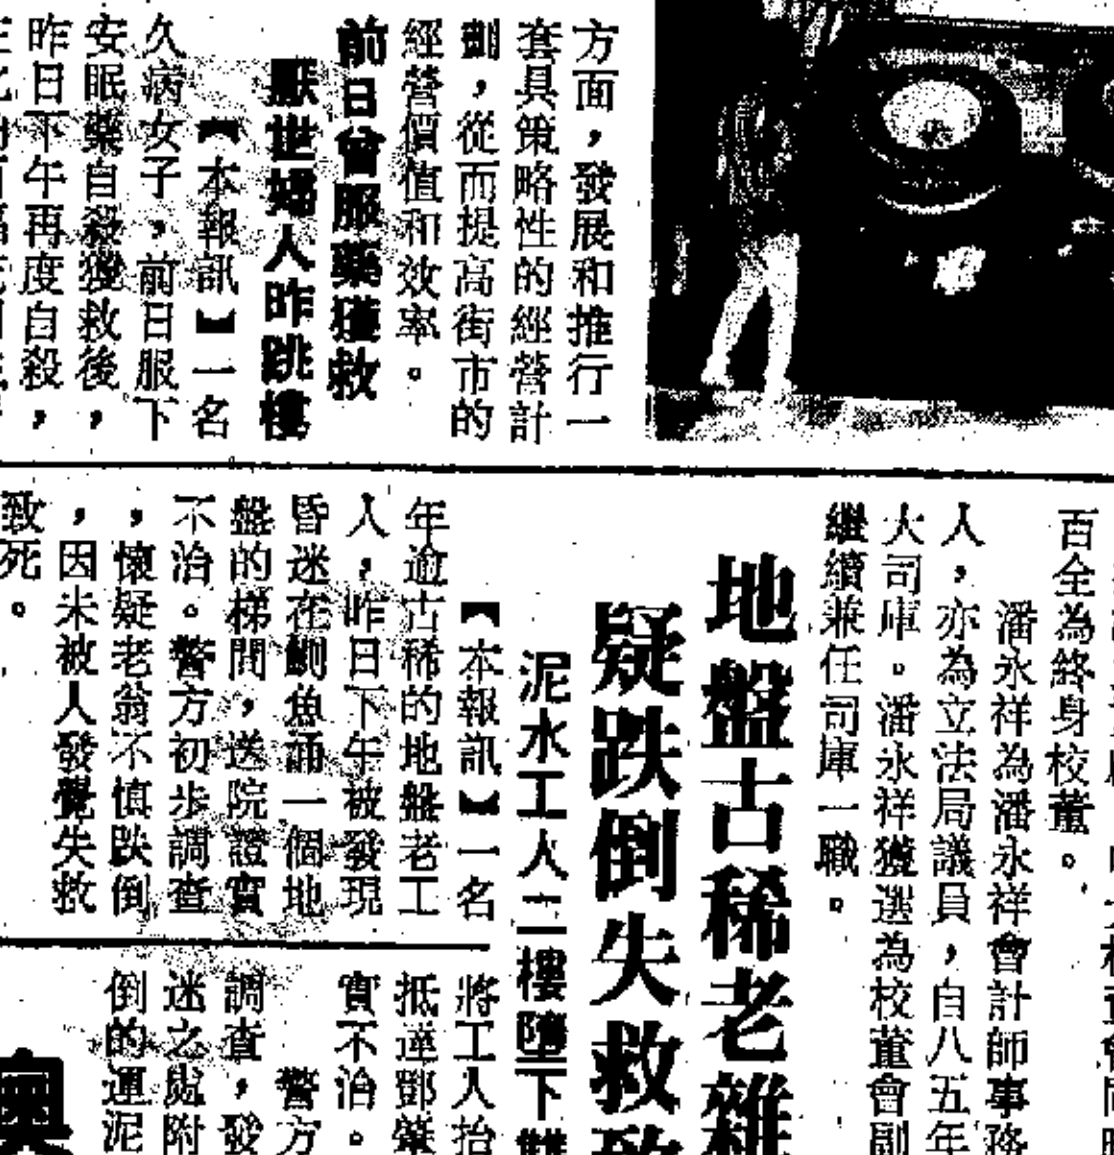 方面，發展和推行一
套具策略性的經營計
劃，從而提高街市的
經營價值和效率。
前日曾服藥獲救
厭世婦人昨跳樓
【本報訊】一名
久病女子，前日服下
安眠藥自殺獲救後，
昨日下午再度自殺，
百全為終身校董。
潘永祥為潘永祥會計師事務
人，亦為立法局議員，自八五年
大司庫。潘永祥獲選為校董會副
繼續兼任司庫一職。
地盤古稀老雜
疑跌倒失救致
泥水工人二樓墮下雙
【本報訊】一名
年逾古稀的地盤老工
人，昨日下午被發現
昏迷在鰂魚涌一個地
盤的梯間，送院證實
不治。警方初步調查
，懷疑老翁不慎跌倒
，因未被人發覺失救
致死。
將工人抬
抵達鄧肇
實不治。
警方
調查，發
迷之處附
倒的運泥